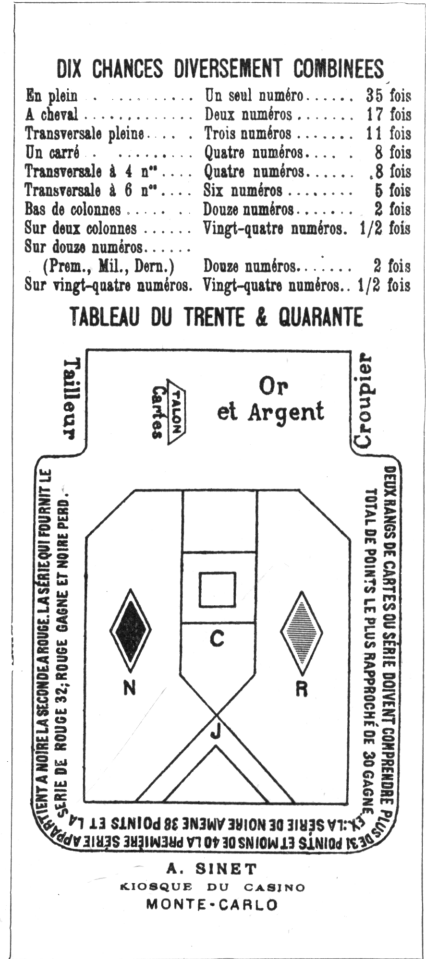 DIX CHANCES DIVERSEMENT COMBINEES
En plein . . . . . . . . . . . Un seul numéro...... 35 fois
A cheval............. Deux numéros ....... 17 fois
Transversale pleine..... Trois numéros ...... 11 fois
Un carré . .......... Quatre numéros..... 8 fois
Transversale à 4 nos.... Quatre numéros...... 8 fois
Transversale à 6 nos.... Six numéros ........ 5 fois
Bas de colonnes ..... . Douze numéros....... 2 fois
Sur deux colonnes ...... Vingt-quatre numéros. 1/2 fois
Sur douze numéros......
(Prem., Mil., Dern.) Douze numéros....... 2 fois
Sur vingt-quatre numéros. Vingt-quatre numéros.. 1/2 fois
TABLEAU DU TRENTE & QUARANTE
Tailleur
Cartes
TALON
Or
et Argent
Croupier
DEUX RANGS DE CARTES OU SÉRIE DOIVENT COMPRENDRE PLUS DE
31 POINTS ET MOINS DE 40 LA PREMIÈRE SÉRIE APPARTIENT A NOIRE LA SECONDE A ROUGE. LA SÉRIE QUI FOURNIT LE
TOTAL DE POINTS LE PLUS RAPPROCHÉ DE 30 GAGNE
EX.: LA SÉRIE DE NOIRE AMENE 38 POINTS ET LA
SERIE DE ROUGE 32; ROUGE GAGNE ET NOIRE PERD.
N
C
R
J
A. SINET
KIOSQUE DU CASINO
MONTE-CARLO